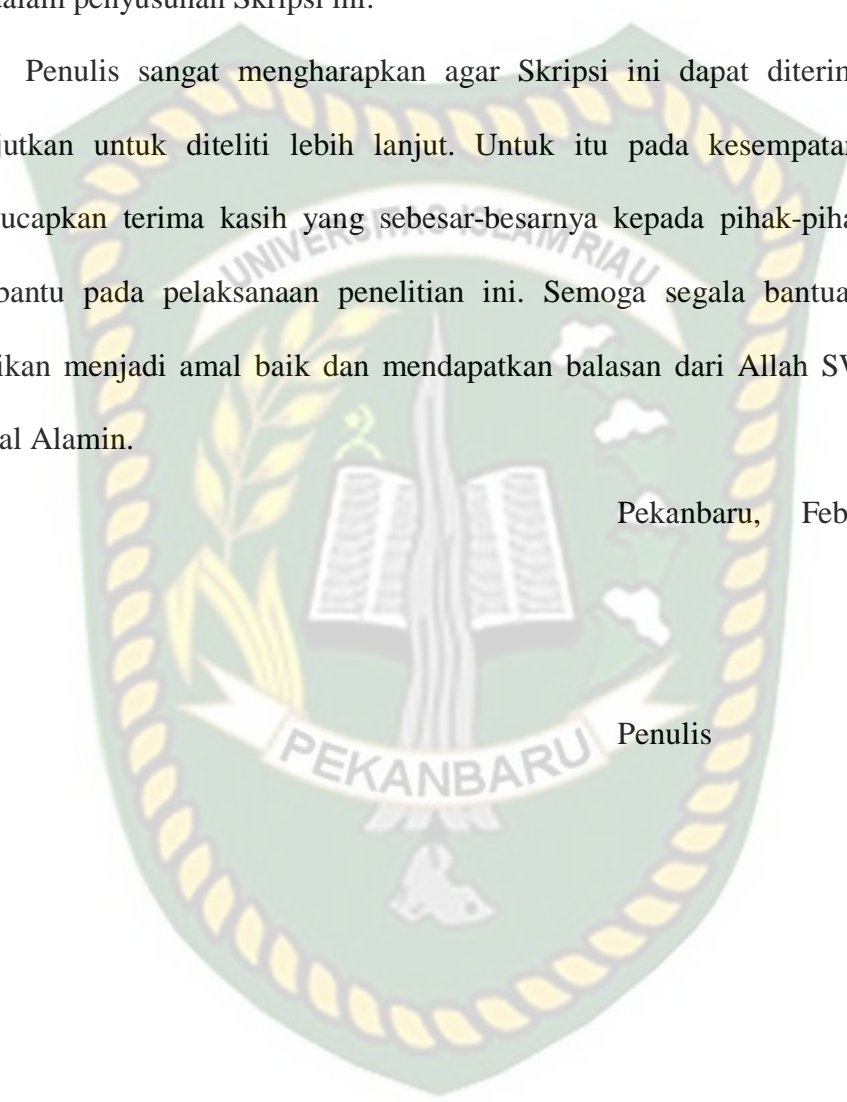 dalam penyusunan Skripsi ini.
Penulis sangat mengharapkan agar Skripsi ini dapat diterim
jutkan untuk diteliti lebih lanjut. Untuk itu pada kesempatan
ucapkan terima kasih yang sebesar-besarnya kepada pihak-piha
bantu pada pelaksanaan penelitian ini. Semoga segala bantua
ikan menjadi amal baik dan mendapatkan balasan dari Allah SW
al Alamin.
Pekanbaru, Feb
Penulis
UNIVERSITAS ISLAM RIAU
PEKANBARU